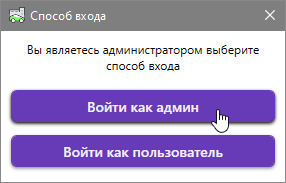 Способ входа
Вы являетесь администратором выберите
способ входа
Войти как админ
Войти как пользователь